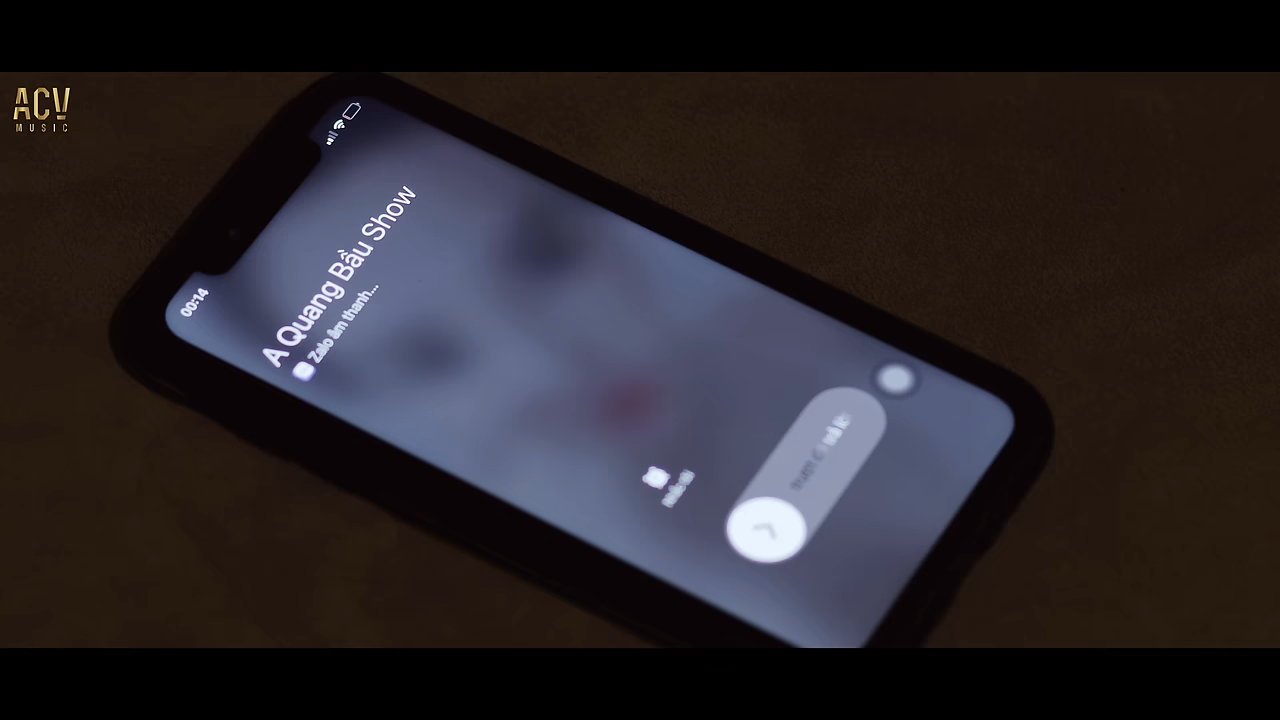 ACV
MUSIC
00:14
A Quang Bầu Show
Zalo âm thanh...